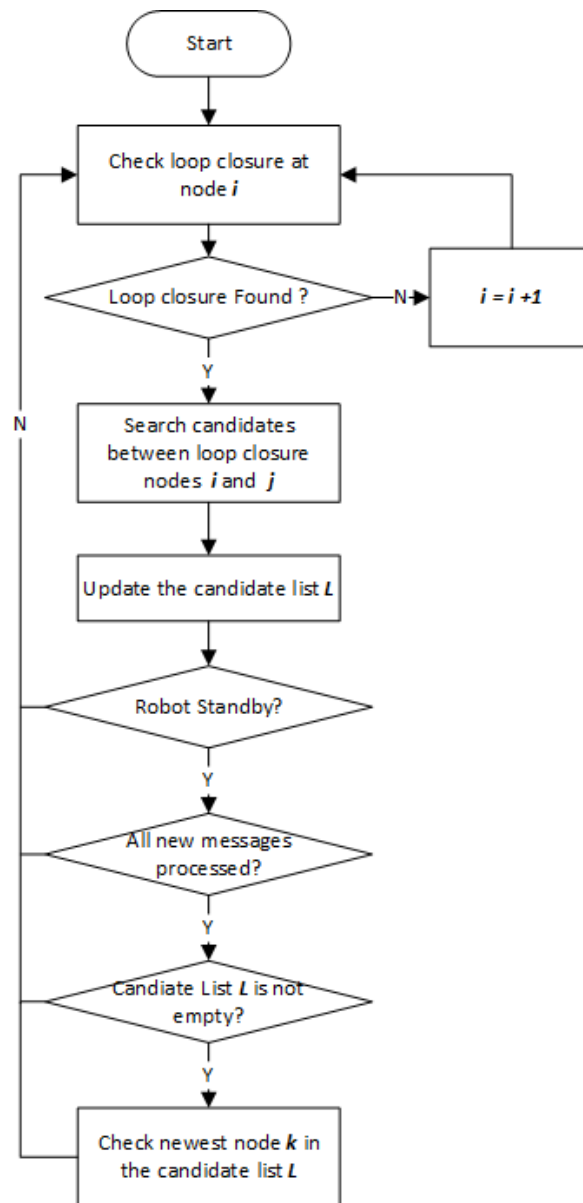 Start
Check loop closure at
node i
Loop closure Found ?
N
i = i +1
Y
Search candidates
between loop closure
nodes i and j
N
Update the candidate list L
Robot Standby?
Y
All new messages
processed?
Y
Candiate List L is not
empty?
Y
Check newest node k in
the candidate list L